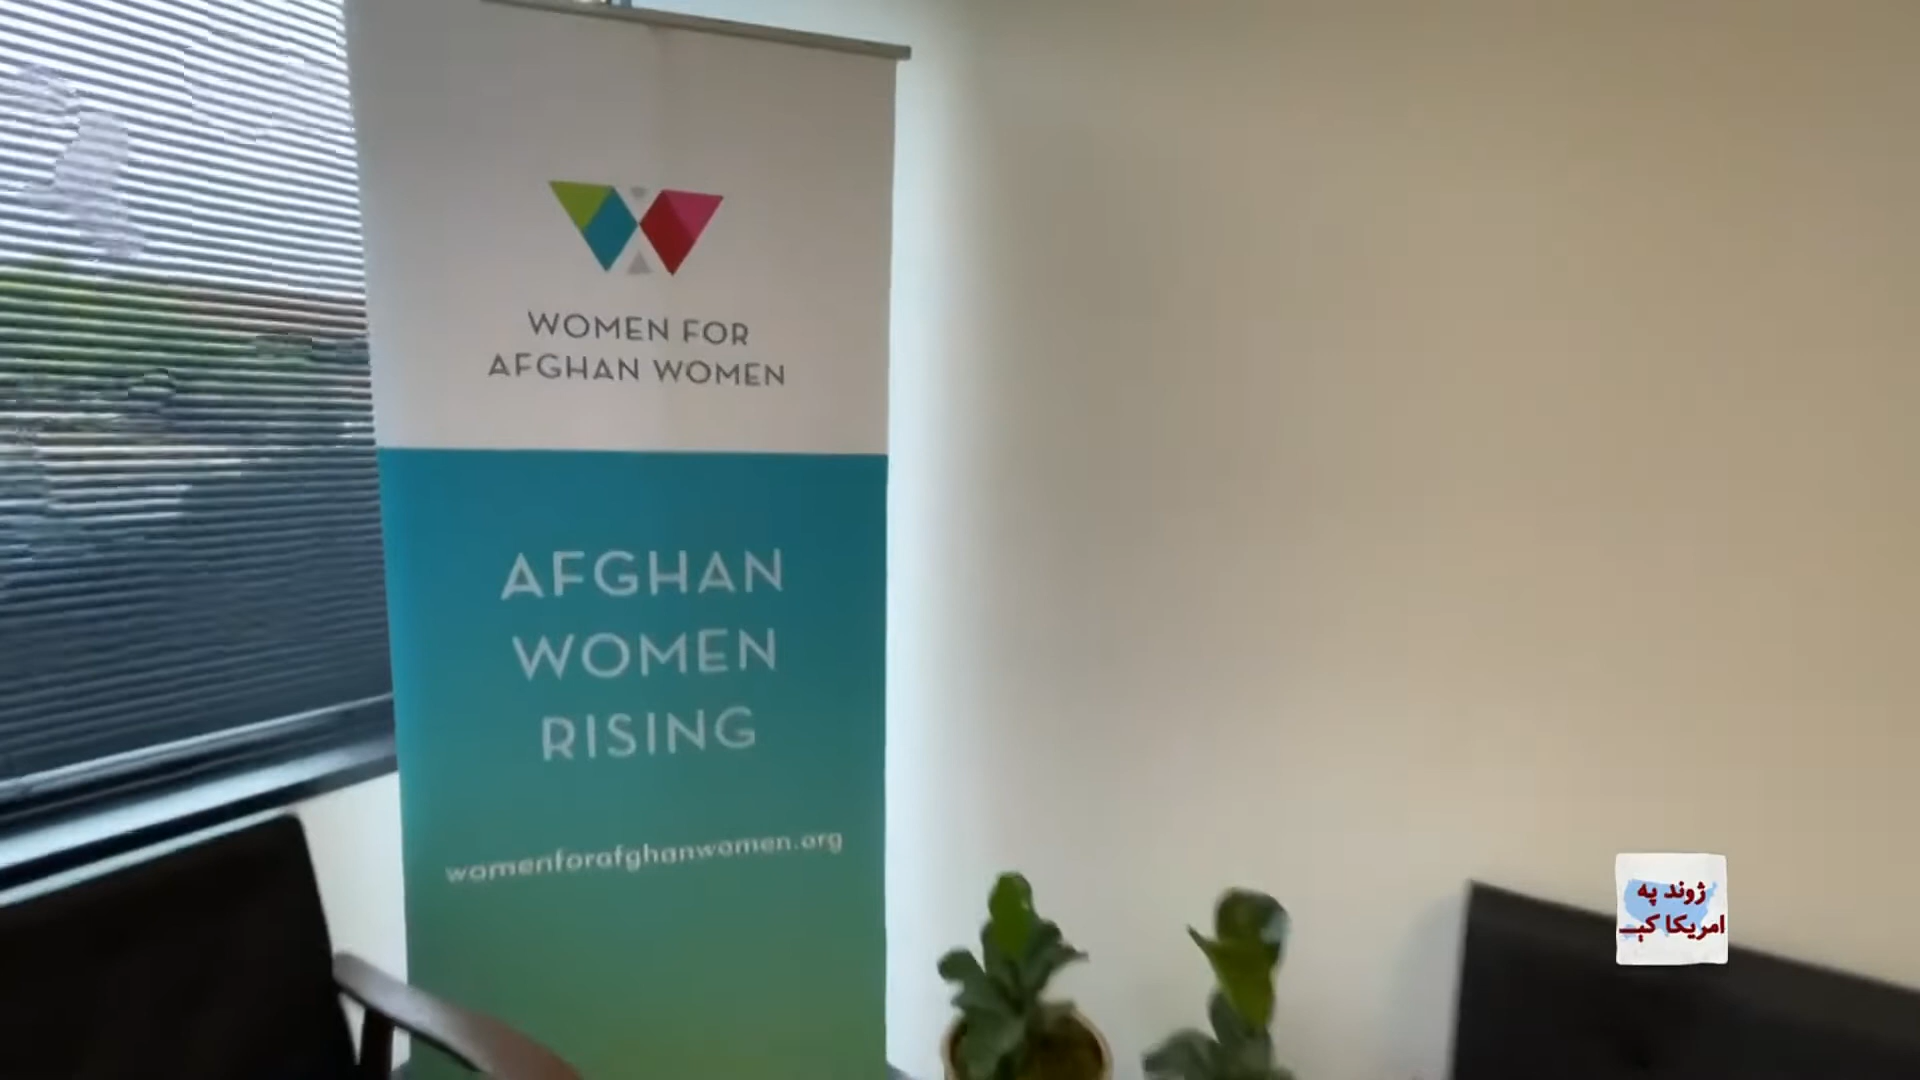 WOMEN FOR
AFGHAN WOMEN
AFGHAN
WOMEN
RISING
womenforafghanwomen.org
ژوند په
امریکا کې